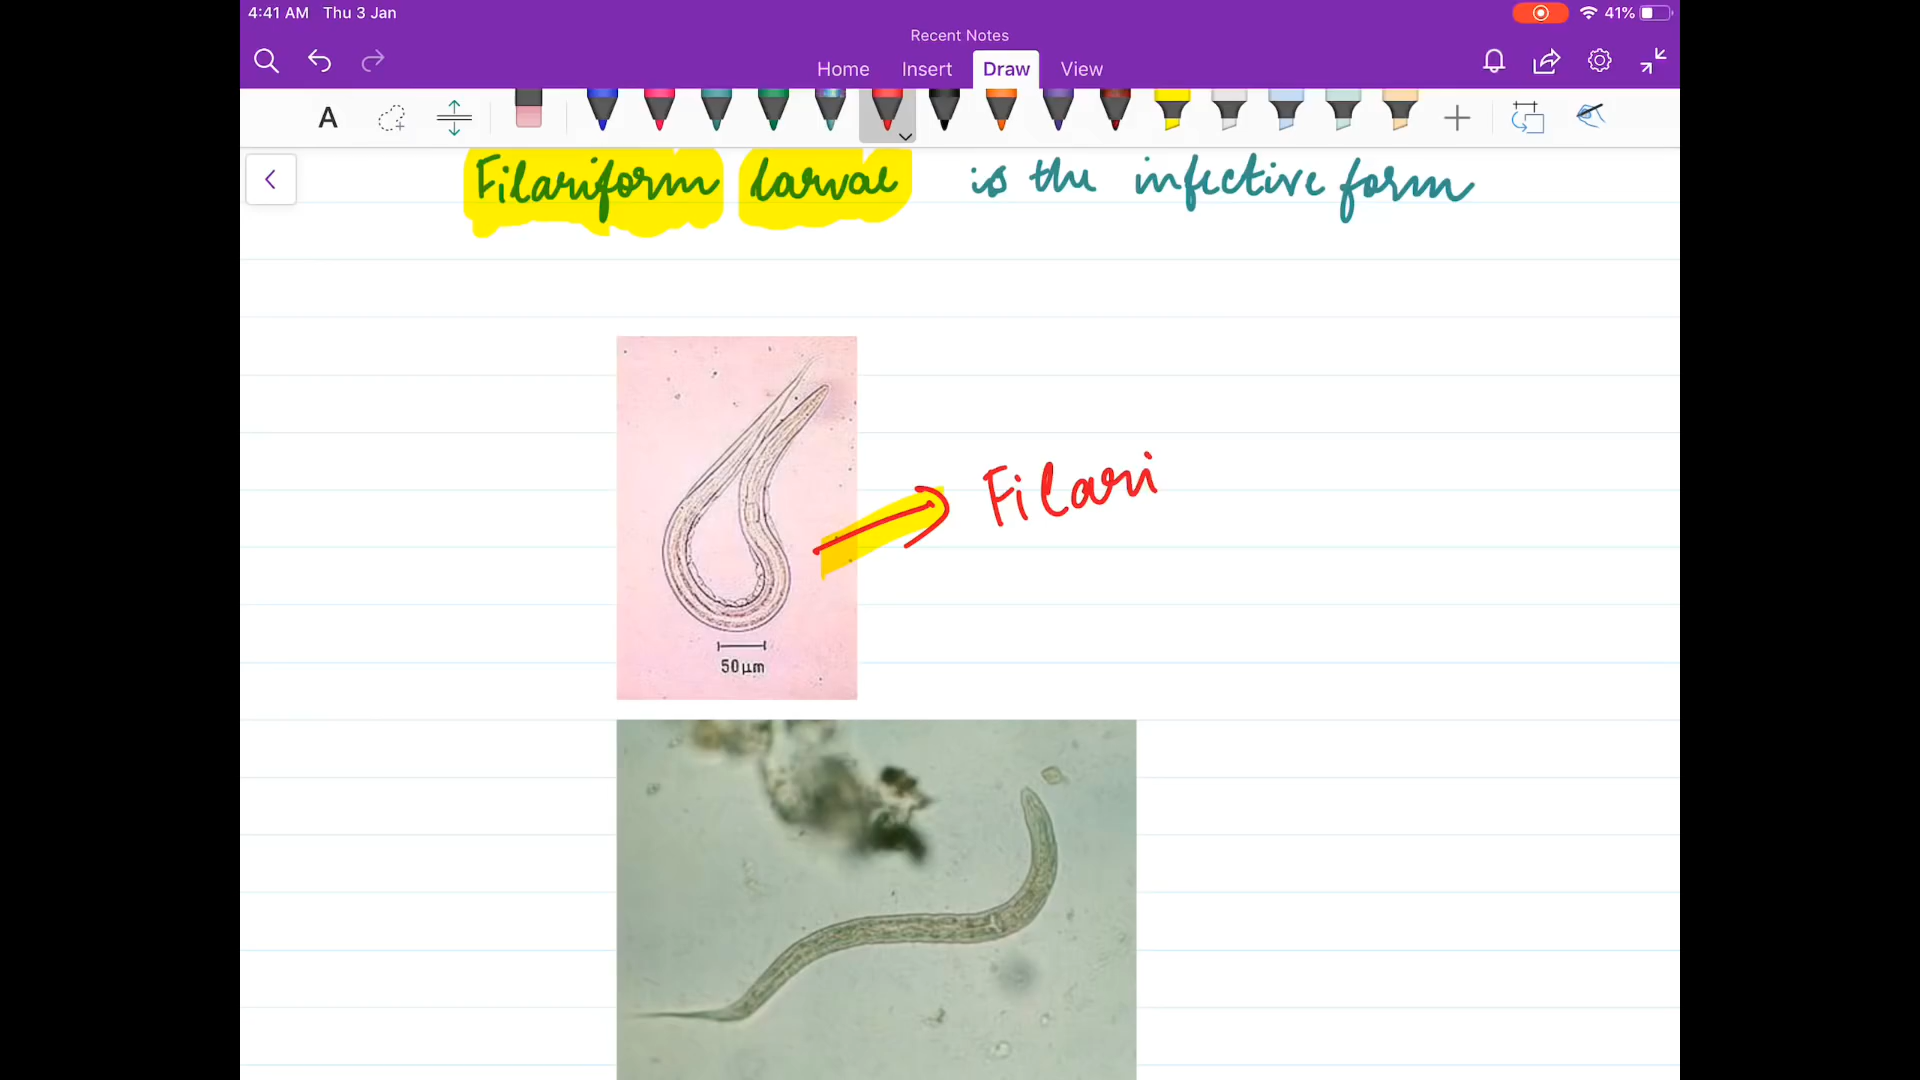 4:41 AM Thu 3 Jan
41%
Recent Notes
Home Insert Draw View
A
Filariform larvae is the infective form
Filari
50 μm